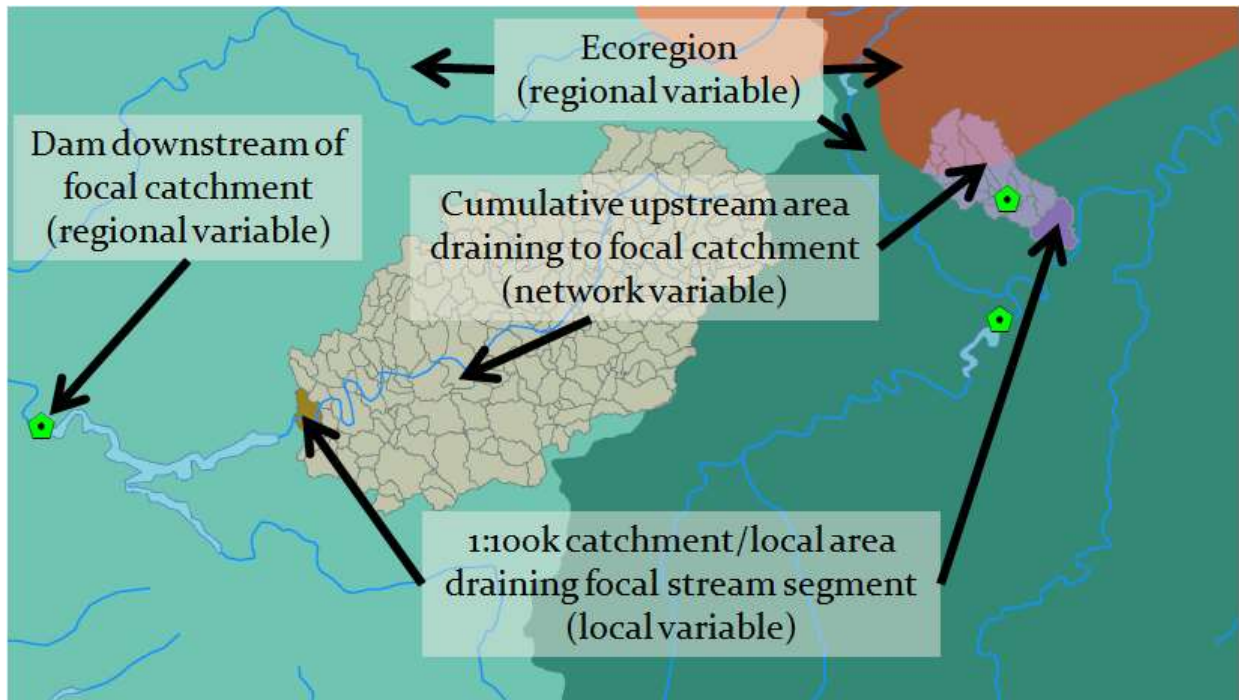 Ecoregion
(regional variable)
Dam downstream of
focal catchment
(regional variable)
Cumulative upstream area
draining to focal catchment
(network variable)
1:100k catchment/local area
draining focal stream segment
(local variable)